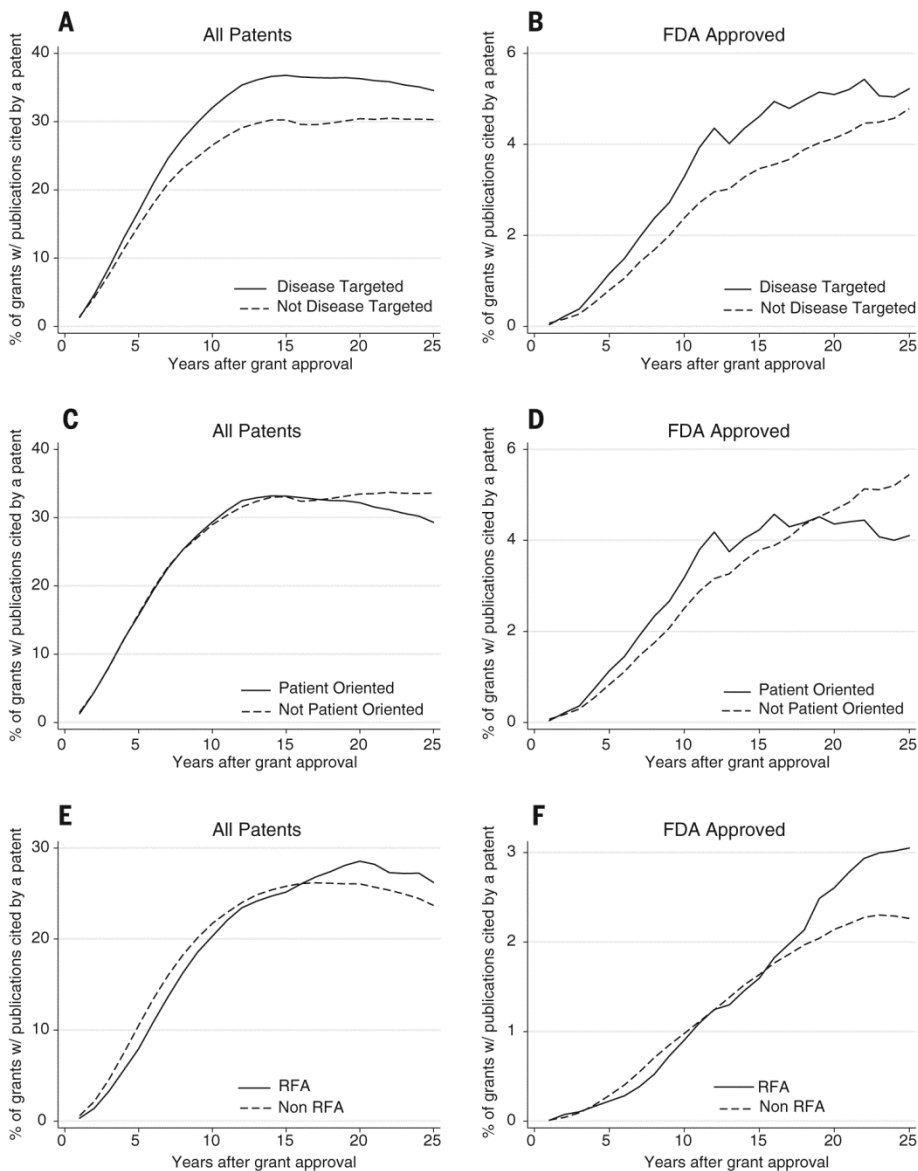 A
All Patents
% of grants w/ publications cited by a patent
40
30
20
10
0
Disease Targeted
Not Disease Targeted
0 5 10 15 20 25
Years after grant approval
B
FDA Approved
% of grants w/ publications cited by a patent
6
4
2
0
Disease Targeted
Not Disease Targeted
0 5 10 15 20 25
Years after grant approval
C
All Patents
% of grants w/ publications cited by a patent
40
30
20
10
0
Patient Oriented
Not Patient Oriented
0 5 10 15 20 25
Years after grant approval
D
FDA Approved
% of grants w/ publications cited by a patent
6
4
2
0
Patient Oriented
Not Patient Oriented
0 5 10 15 20 25
Years after grant approval
E
All Patents
% of grants w/ publications cited by a patent
30
20
10
0
RFA
Non RFA
0 5 10 15 20 25
Years after grant approval
F
FDA Approved
% of grants w/ publications cited by a patent
3
2
1
0
RFA
Non RFA
0 5 10 15 20 25
Years after grant approval